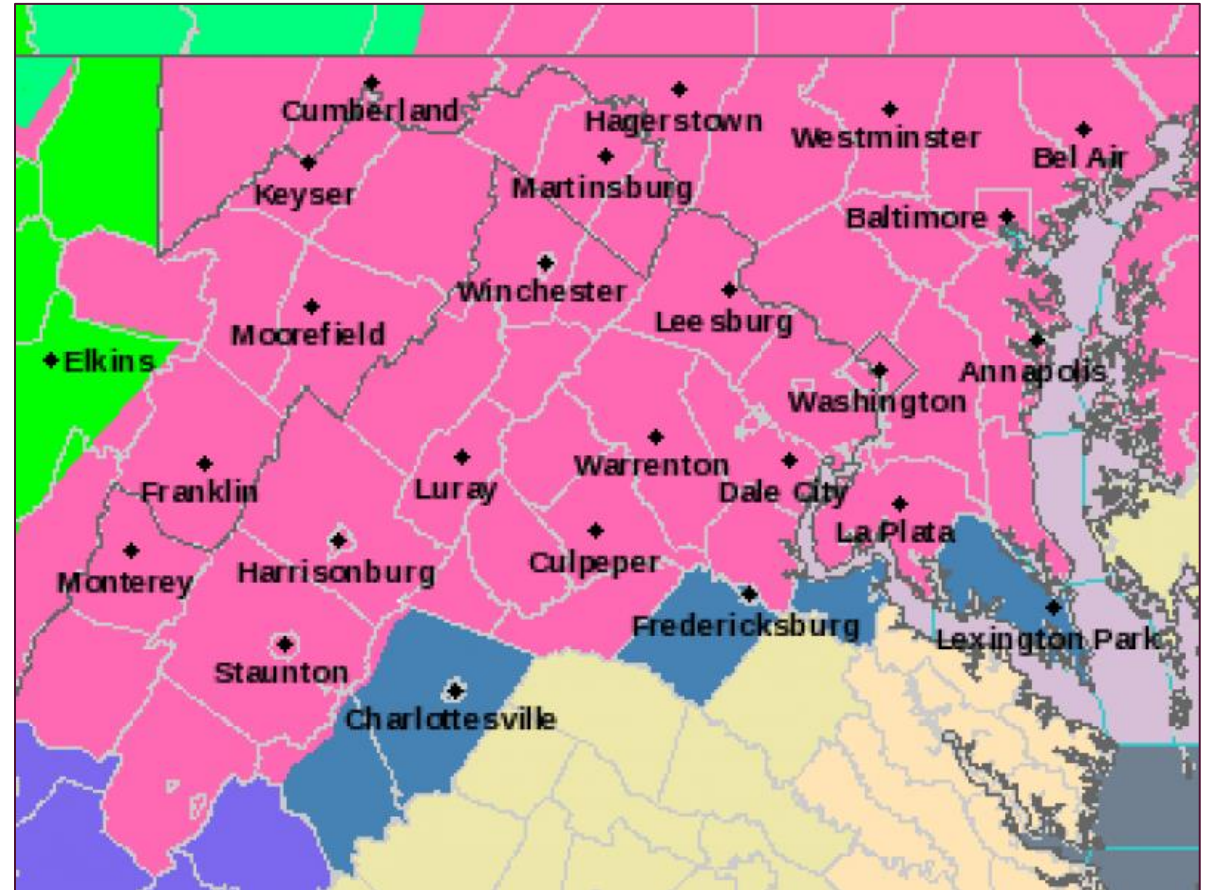 Cumberland
Hagerstown
Westminster
Bel Air
Keyser
Martinsburg
Baltimore
Winchester
Moorefield
Leesburg
Elkins
Annapolis
Washington
Warrenton
Franklin
Luray
Dale City
La Plata
Monterey
Harrisonburg
Culpeper
Fredericksburg
Lexington Park
Staunton
Charlottesville